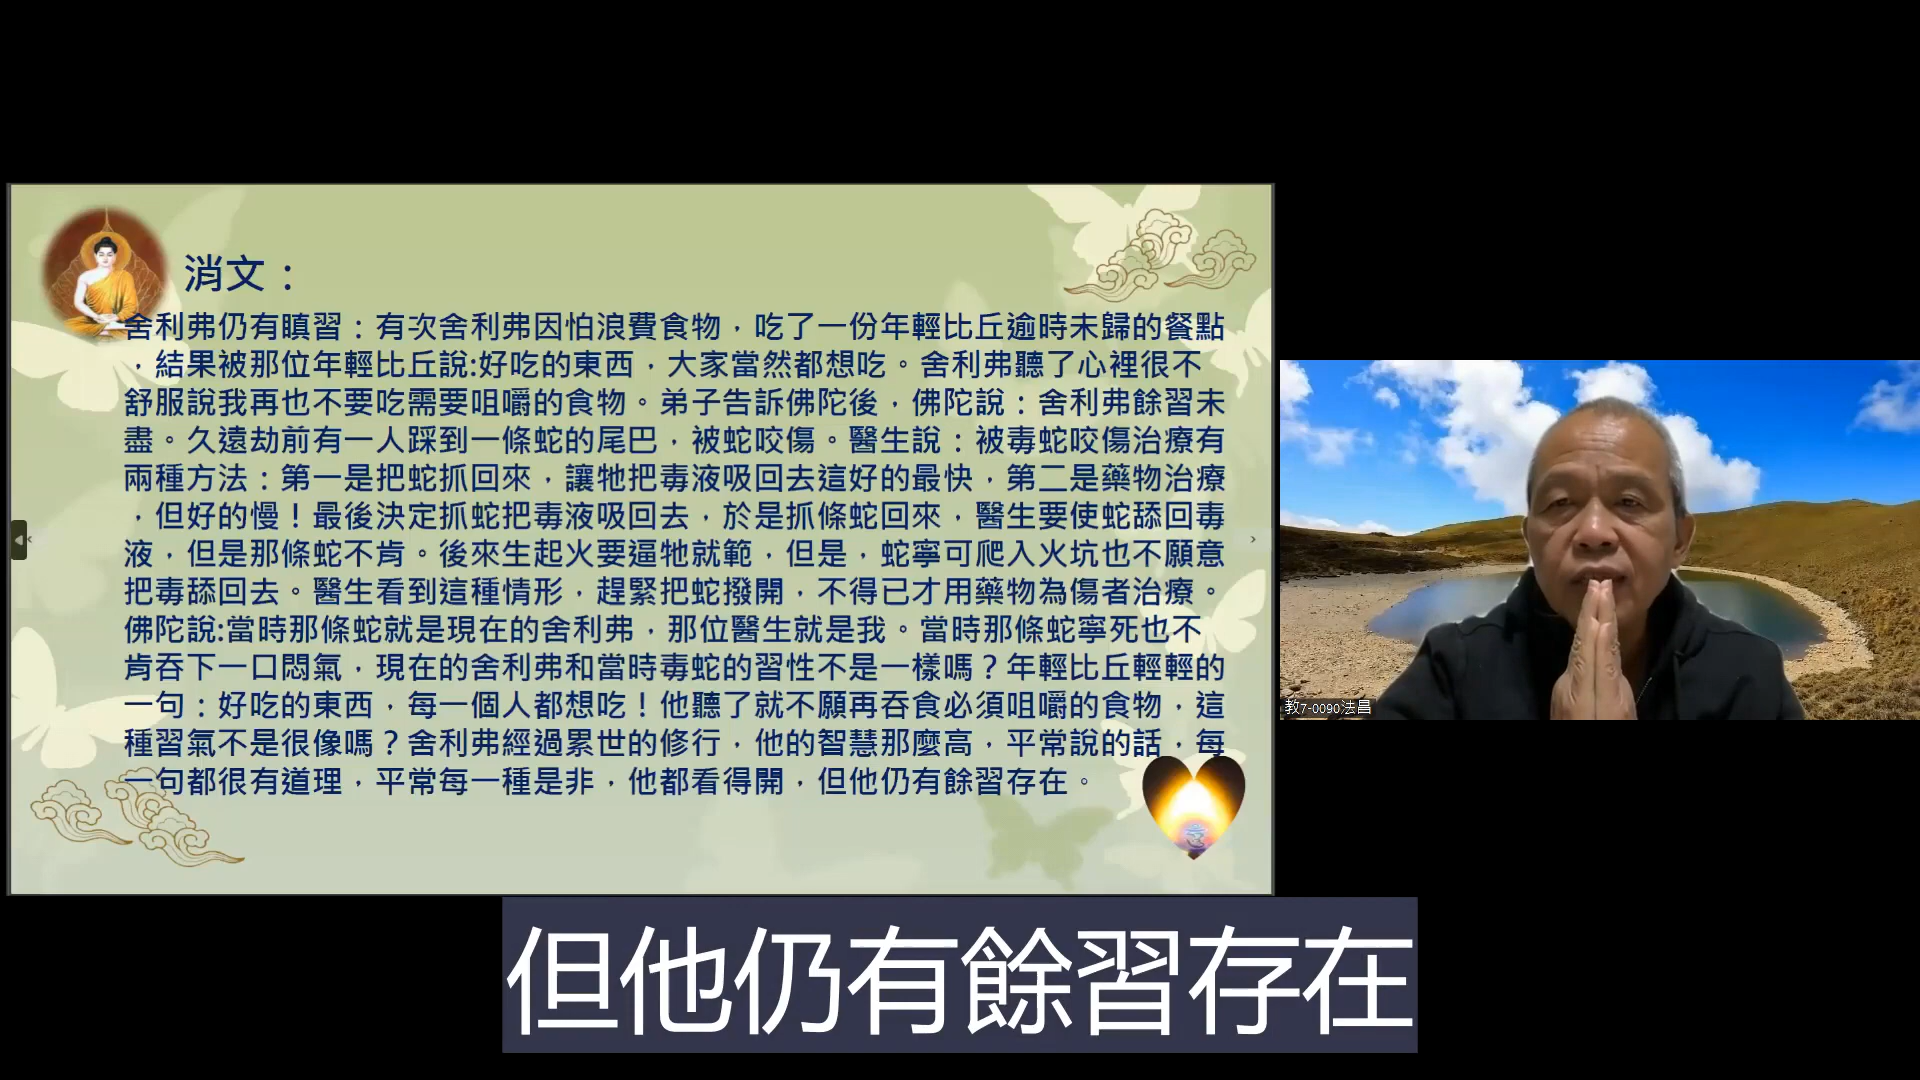 消文：
舍利弗仍有瞋習：有次舍利弗因怕浪費食物，吃了一份年輕比丘逾時未歸的餐點
，結果被那位年輕比丘說:好吃的東西，大家當然都想吃。舍利弗聽了心裡很不
舒服說我再也不要吃需要咀嚼的食物。弟子告訴佛陀後，佛陀說：舍利弗餘習未
盡。久遠劫前有一人踩到一條蛇的尾巴，被蛇咬傷。醫生說：被毒蛇咬傷治療有
兩種方法：第一是把蛇抓回來，讓牠把毒液吸回去這好的最快，第二是藥物治療
，但好的慢！最後決定抓蛇把毒液吸回去，於是抓條蛇回來，醫生要使蛇舔回毒
液，但是那條蛇不肯。後來生起火要逼牠就範，但是，蛇寧可爬入火坑也不願意
把毒舔回去。醫生看到這種情形，趕緊把蛇撥開，不得已才用藥物為傷者治療。
佛陀說:當時那條蛇就是現在的舍利弗，那位醫生就是我。當時那條蛇寧死也不
肯吞下一口悶氣，現在的舍利弗和當時毒蛇的習性不是一樣嗎？年輕比丘輕輕的
一句：好吃的東西，每一個人都想吃！他聽了就不願再吞食必須咀嚼的食物，這
種習氣不是很像嗎？舍利弗經過累世的修行，他的智慧那麼高，平常說的話，每
一句都很有道理，平常每一種是非，他都看得開，但他仍有餘習存在。
教7-0090法昌
但他仍有餘習存在